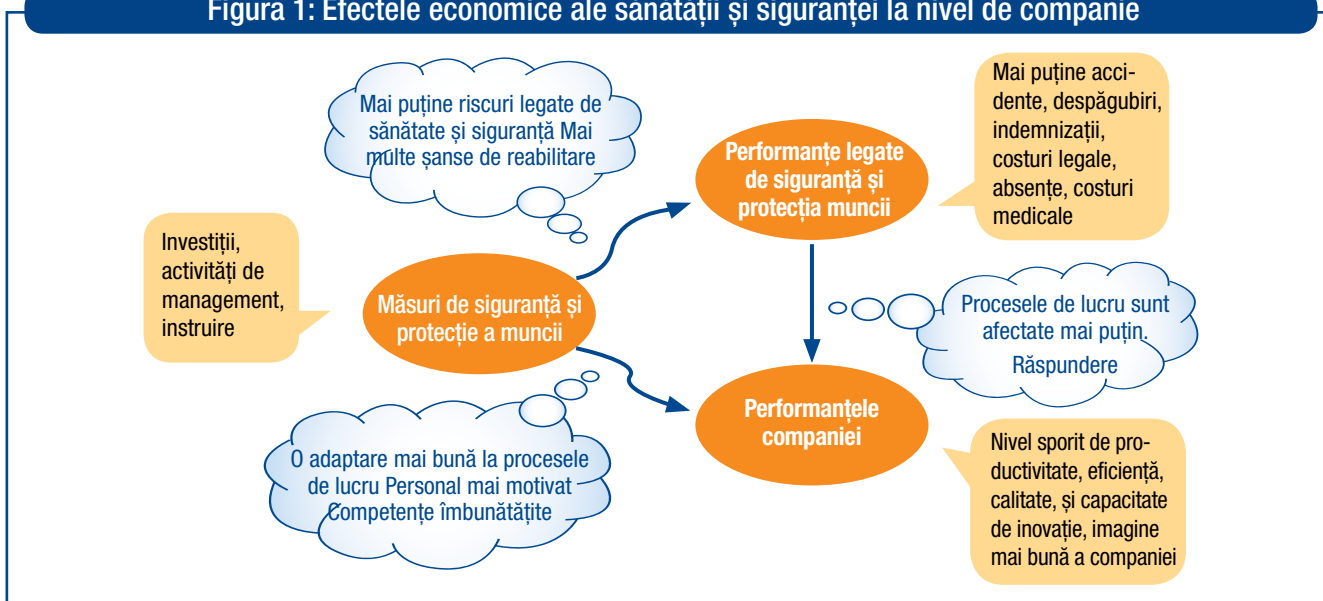 Figura 1: Efectele economice ale sănătății și siguranței la nivel de companie
Mai puține riscuri legate de
sănătate și siguranță Mai
multe șanse de reabilitare
Performanțe legate
de siguranță și
protecția muncii
Mai puține acci-
dente, despăgubiri,
indemnizații,
costuri legale,
absențe, costuri
medicale
Investiții,
activități de
management,
instruire
Măsuri de siguranță și
protecție a muncii
Procesele de lucru sunt
afectate mai puțin.
Răspundere
O adaptare mai bună la procesele
de lucru Personal mai motivat
Competențe îmbunătățite
Performanțele
companiei
Nivel sporit de pro-
ductivitate, eficiență,
calitate, și capacitate
de inovație, imagine
mai bună a companiei